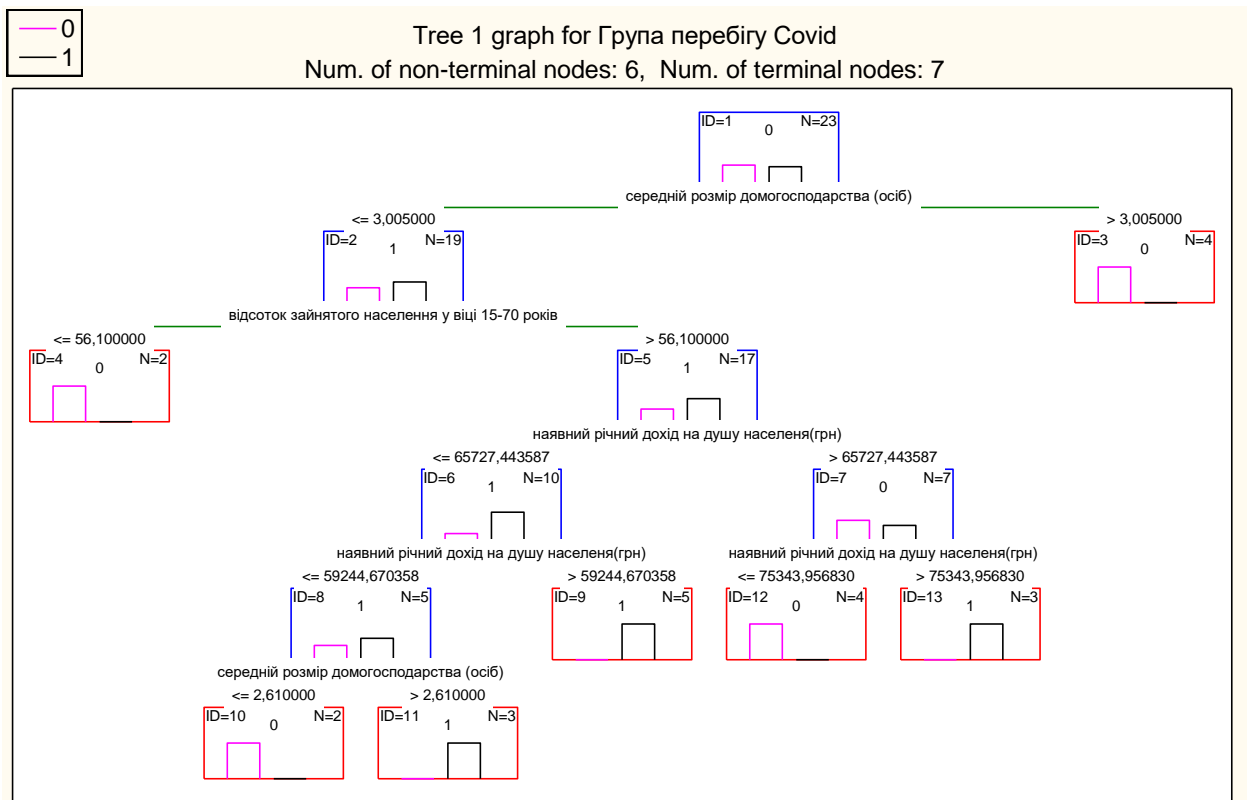 0
1
Tree 1 graph for Група перебігу Covid
Num. of non-terminal nodes: 6, Num. of terminal nodes: 7
ID=1 N=23
0
середній розмір домогосподарства (осіб)
<= 3,005000 > 3,005000
ID=2 N=19 ID=3 N=4
1 0
відсоток зайнятого населення у віці 15-70 років
<= 56,100000 > 56,100000
ID=4 N=2 ID=5 N=17
0 1
наявний річний дохід на душу населеня(грн)
<= 65727,443587 > 65727,443587
ID=6 N=10 ID=7 N=7
1 0
наявний річний дохід на душу населеня(грн) наявний річний дохід на душу населеня(грн)
<= 59244,670358 > 59244,670358 <= 75343,956830 > 75343,956830
ID=8 N=5 ID=9 N=5 ID=12 N=4 ID=13 N=3
1 1 0 1
середній розмір домогосподарства (осіб)
<= 2,610000 > 2,610000
ID=10 N=2 ID=11 N=3
0 1